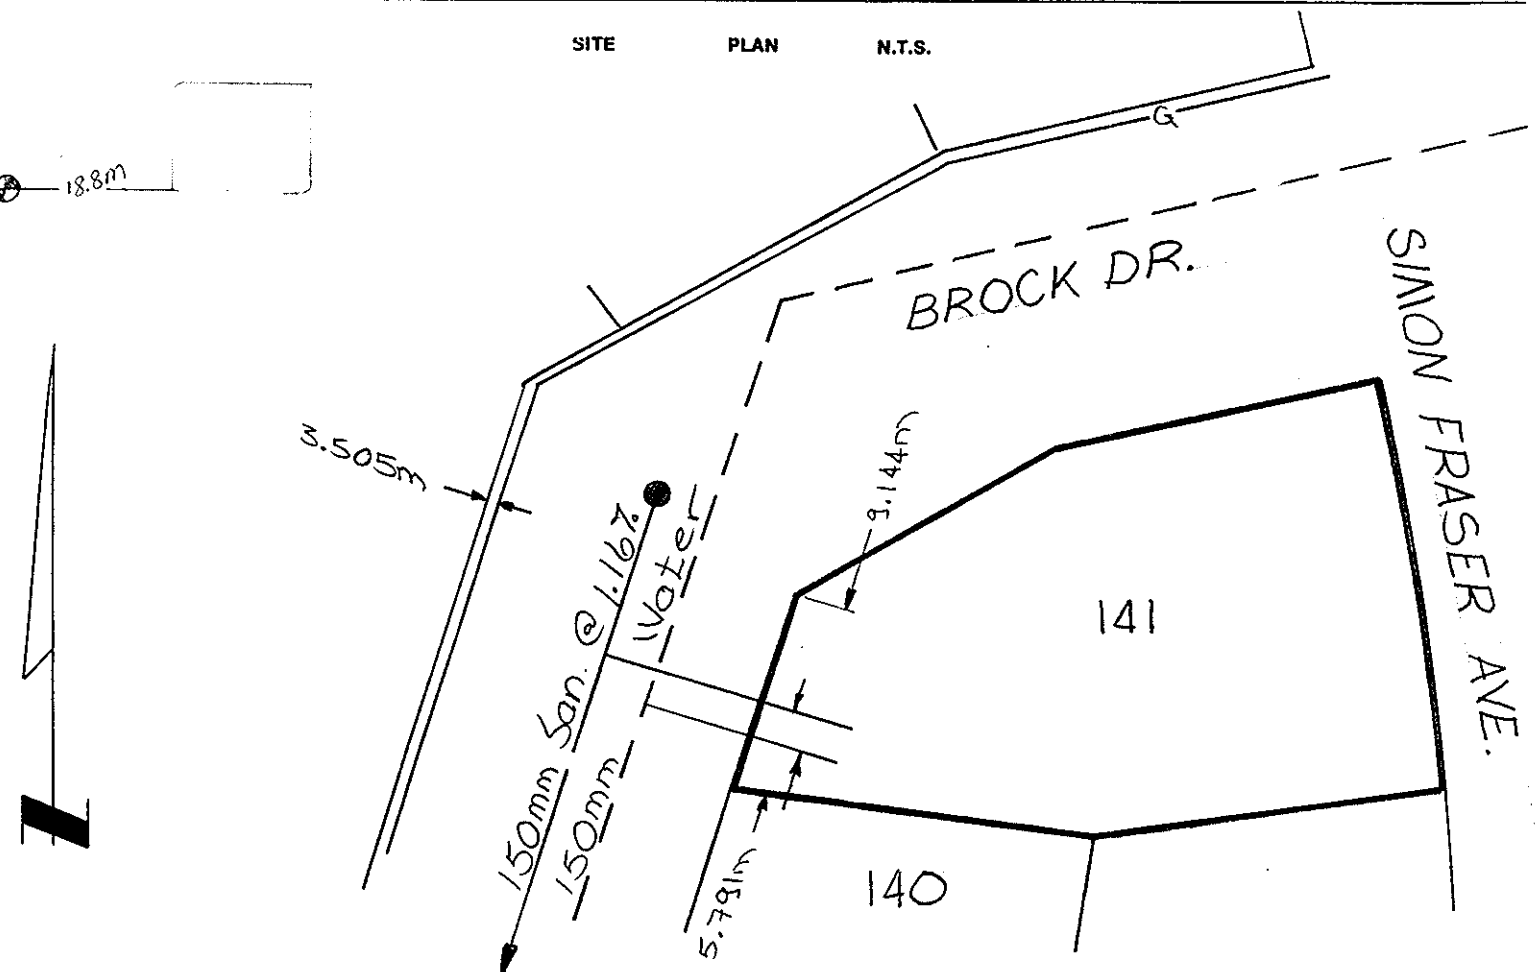 SITE PLAN N.T.S.
18.8m
G
BROCK DR.
SIMON FRASER AVE.
3.505m
9.144m
150mm San. @ 1.16%
150mm Water
141
5.791m
140